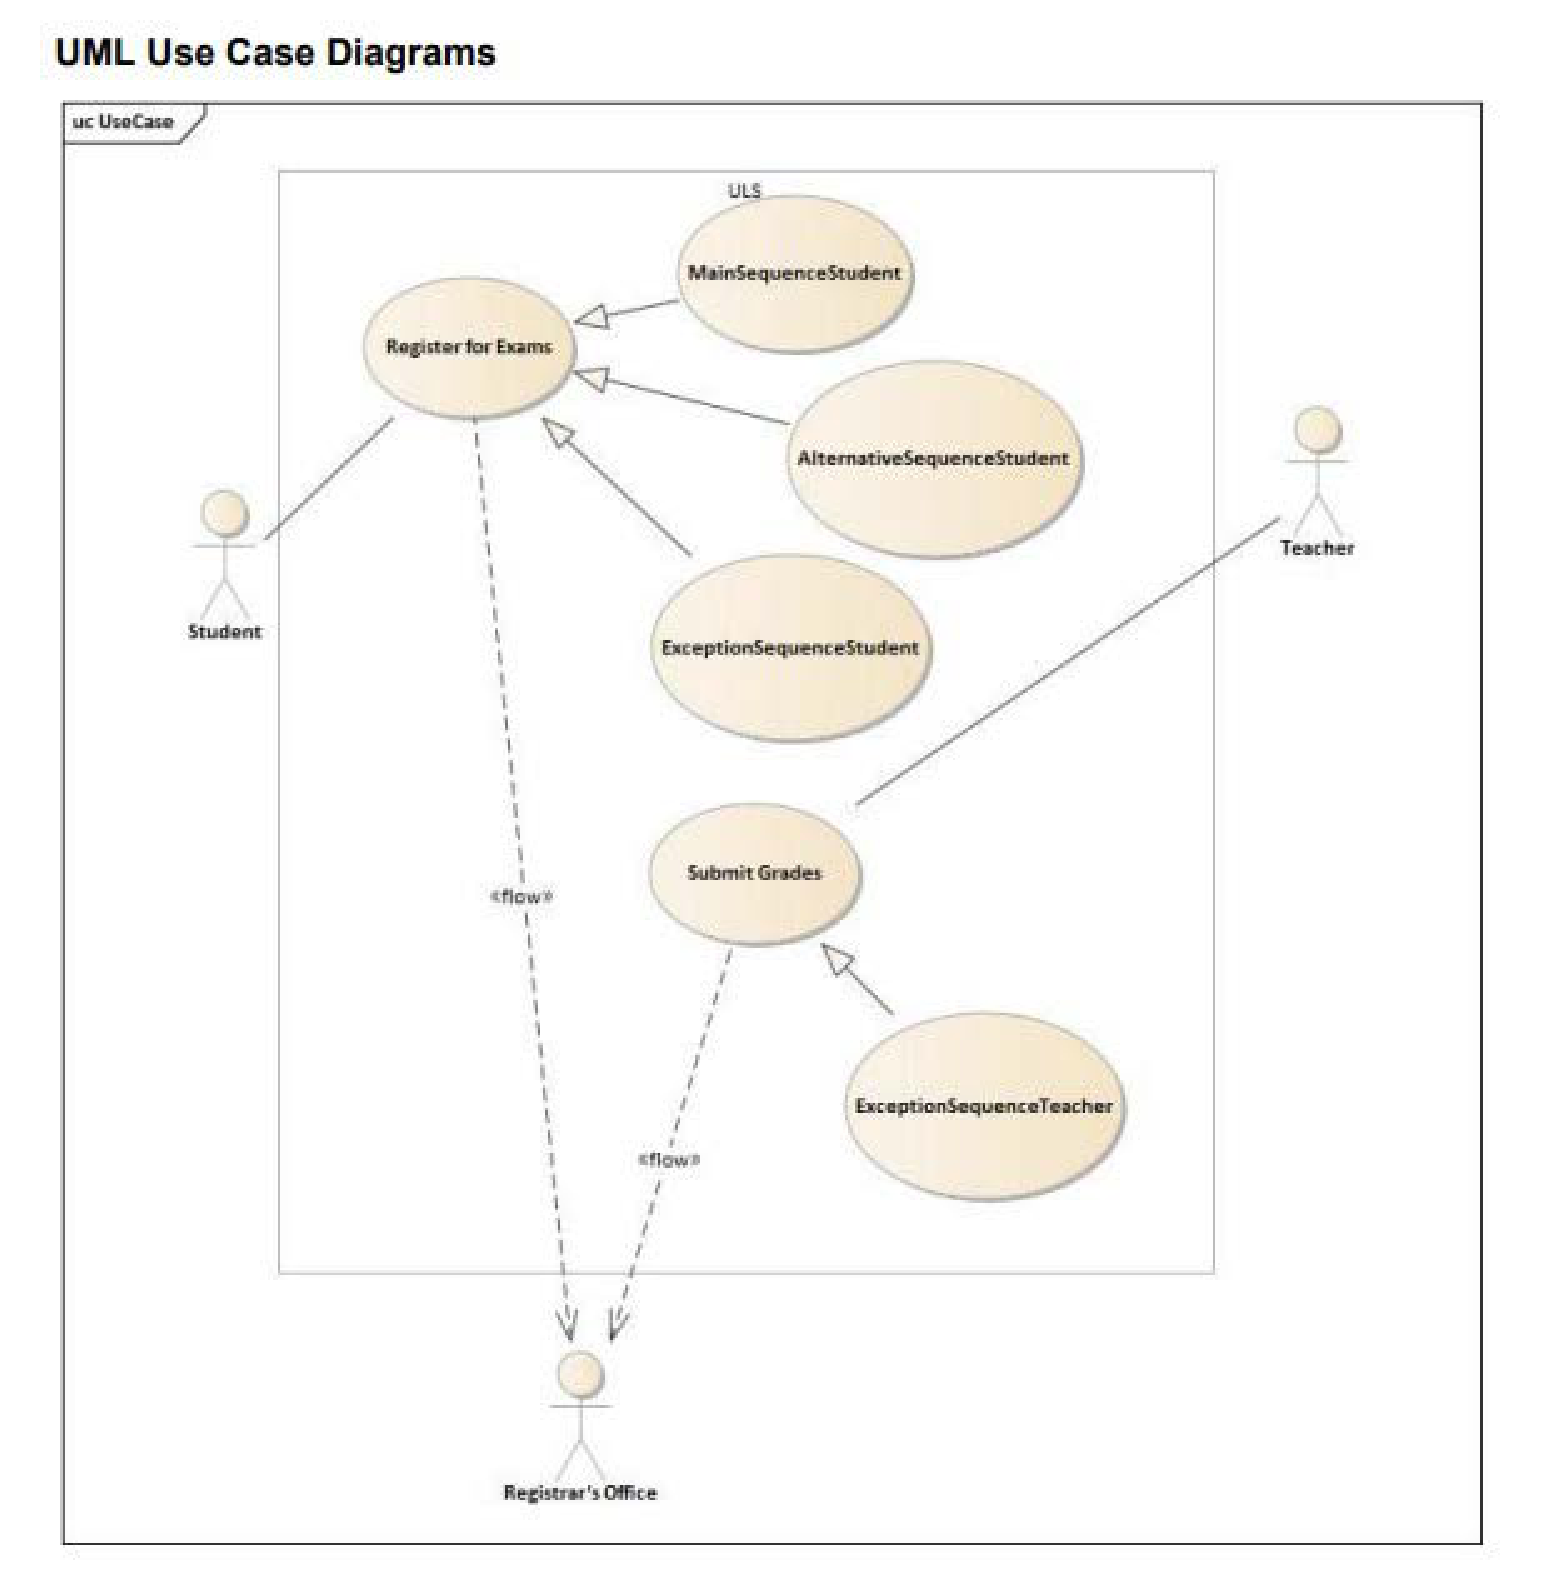 UML Use Case Diagrams
uc UseCase
ULS
MainSequenceStudent
Register for Exams
AlternativeSequenceStudent
Teacher
Student
ExceptionSequenceStudent
Submit Grades
«flow»
ExceptionSequenceTeacher
«flow»
Registrar's Office